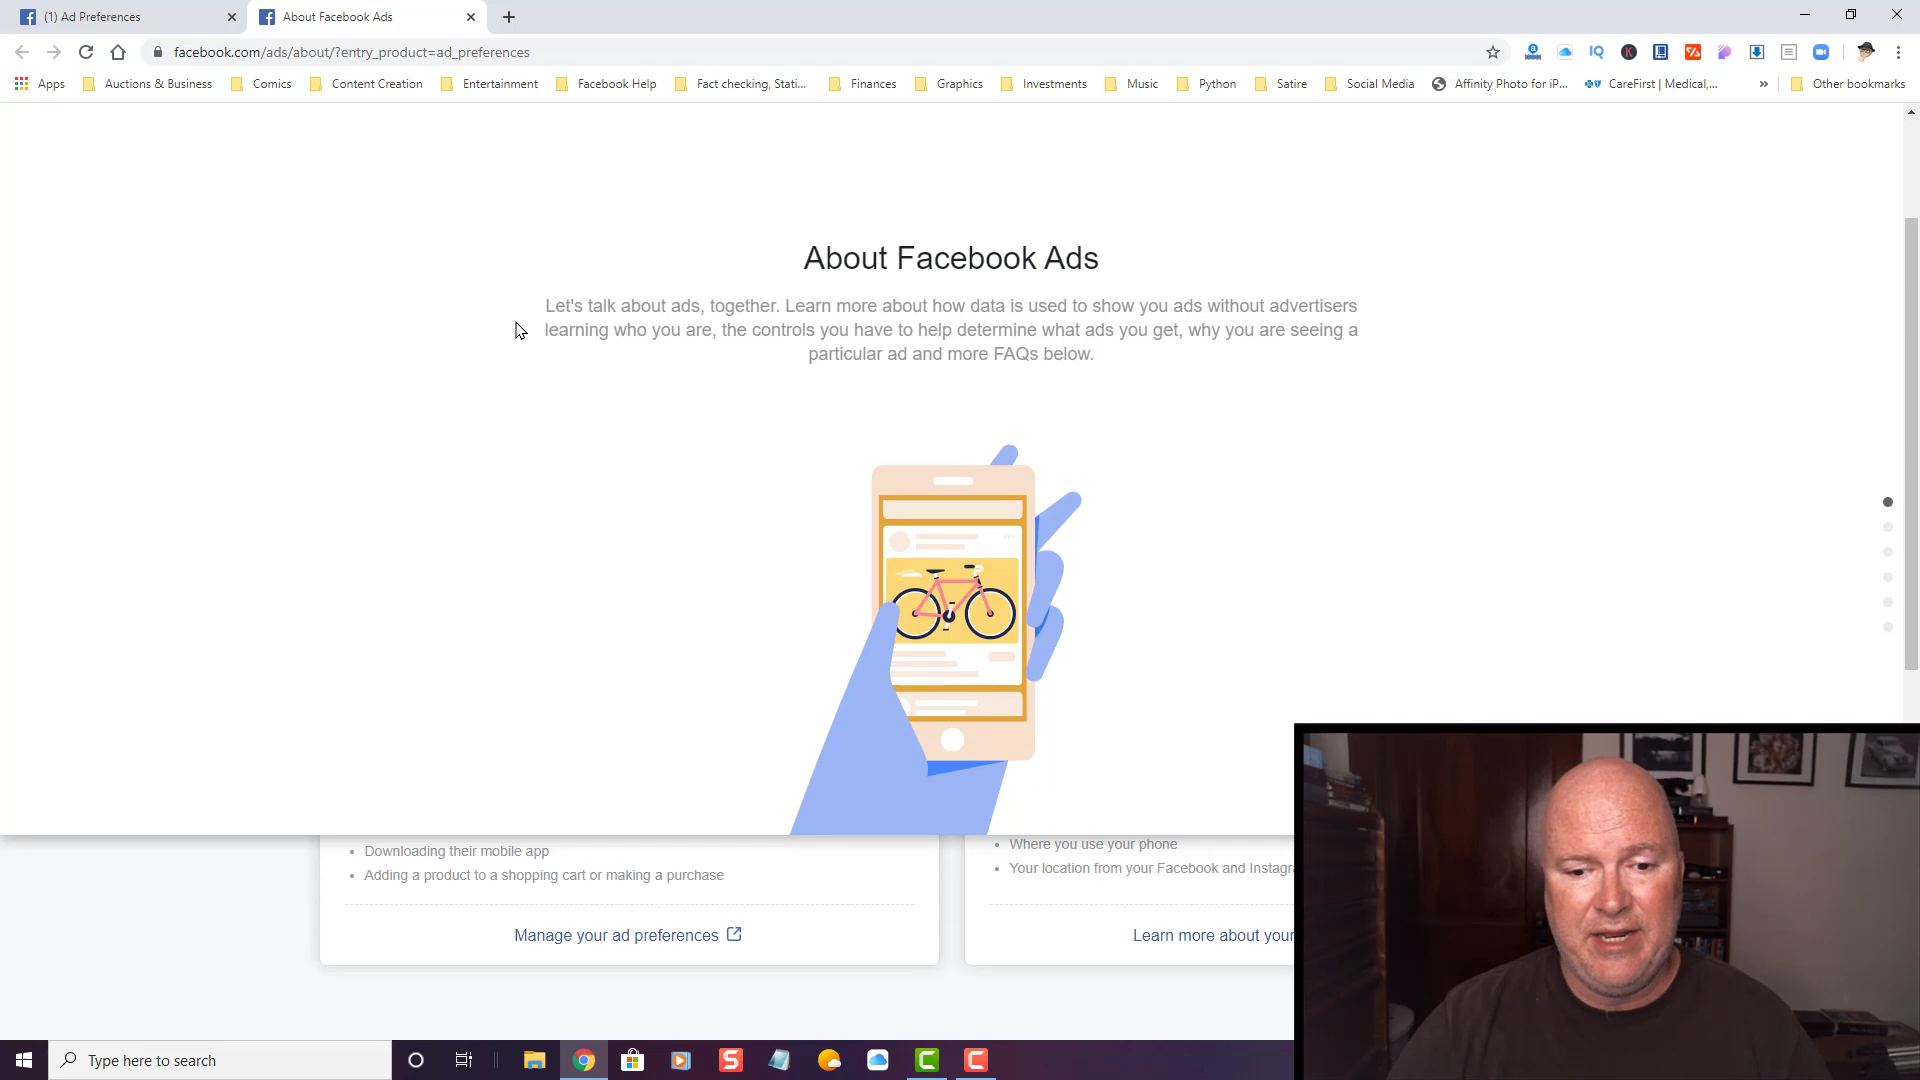 (1) Ad Preferences
About Facebook Ads
facebook.com/ads/about/?entry_product=ad_preferences
Apps
Auctions & Business
Comics
Content Creation
Entertainment
Facebook Help
Fact checking, Stati...
Finances
Graphics
Investments
Music
Python
Satire
Social Media
Affinity Photo for iP...
CareFirst | Medical,...
Other bookmarks
About Facebook Ads
Let's talk about ads, together. Learn more about how data is used to show you ads without advertisers
learning who you are, the controls you have to help determine what ads you get, why you are seeing a
particular ad and more FAQs below.
Downloading their mobile app
Adding a product to a shopping cart or making a purchase
Manage your ad preferences
Where you use your phone
Your location from your Facebook and Instagra
Learn more about your
Type here to search